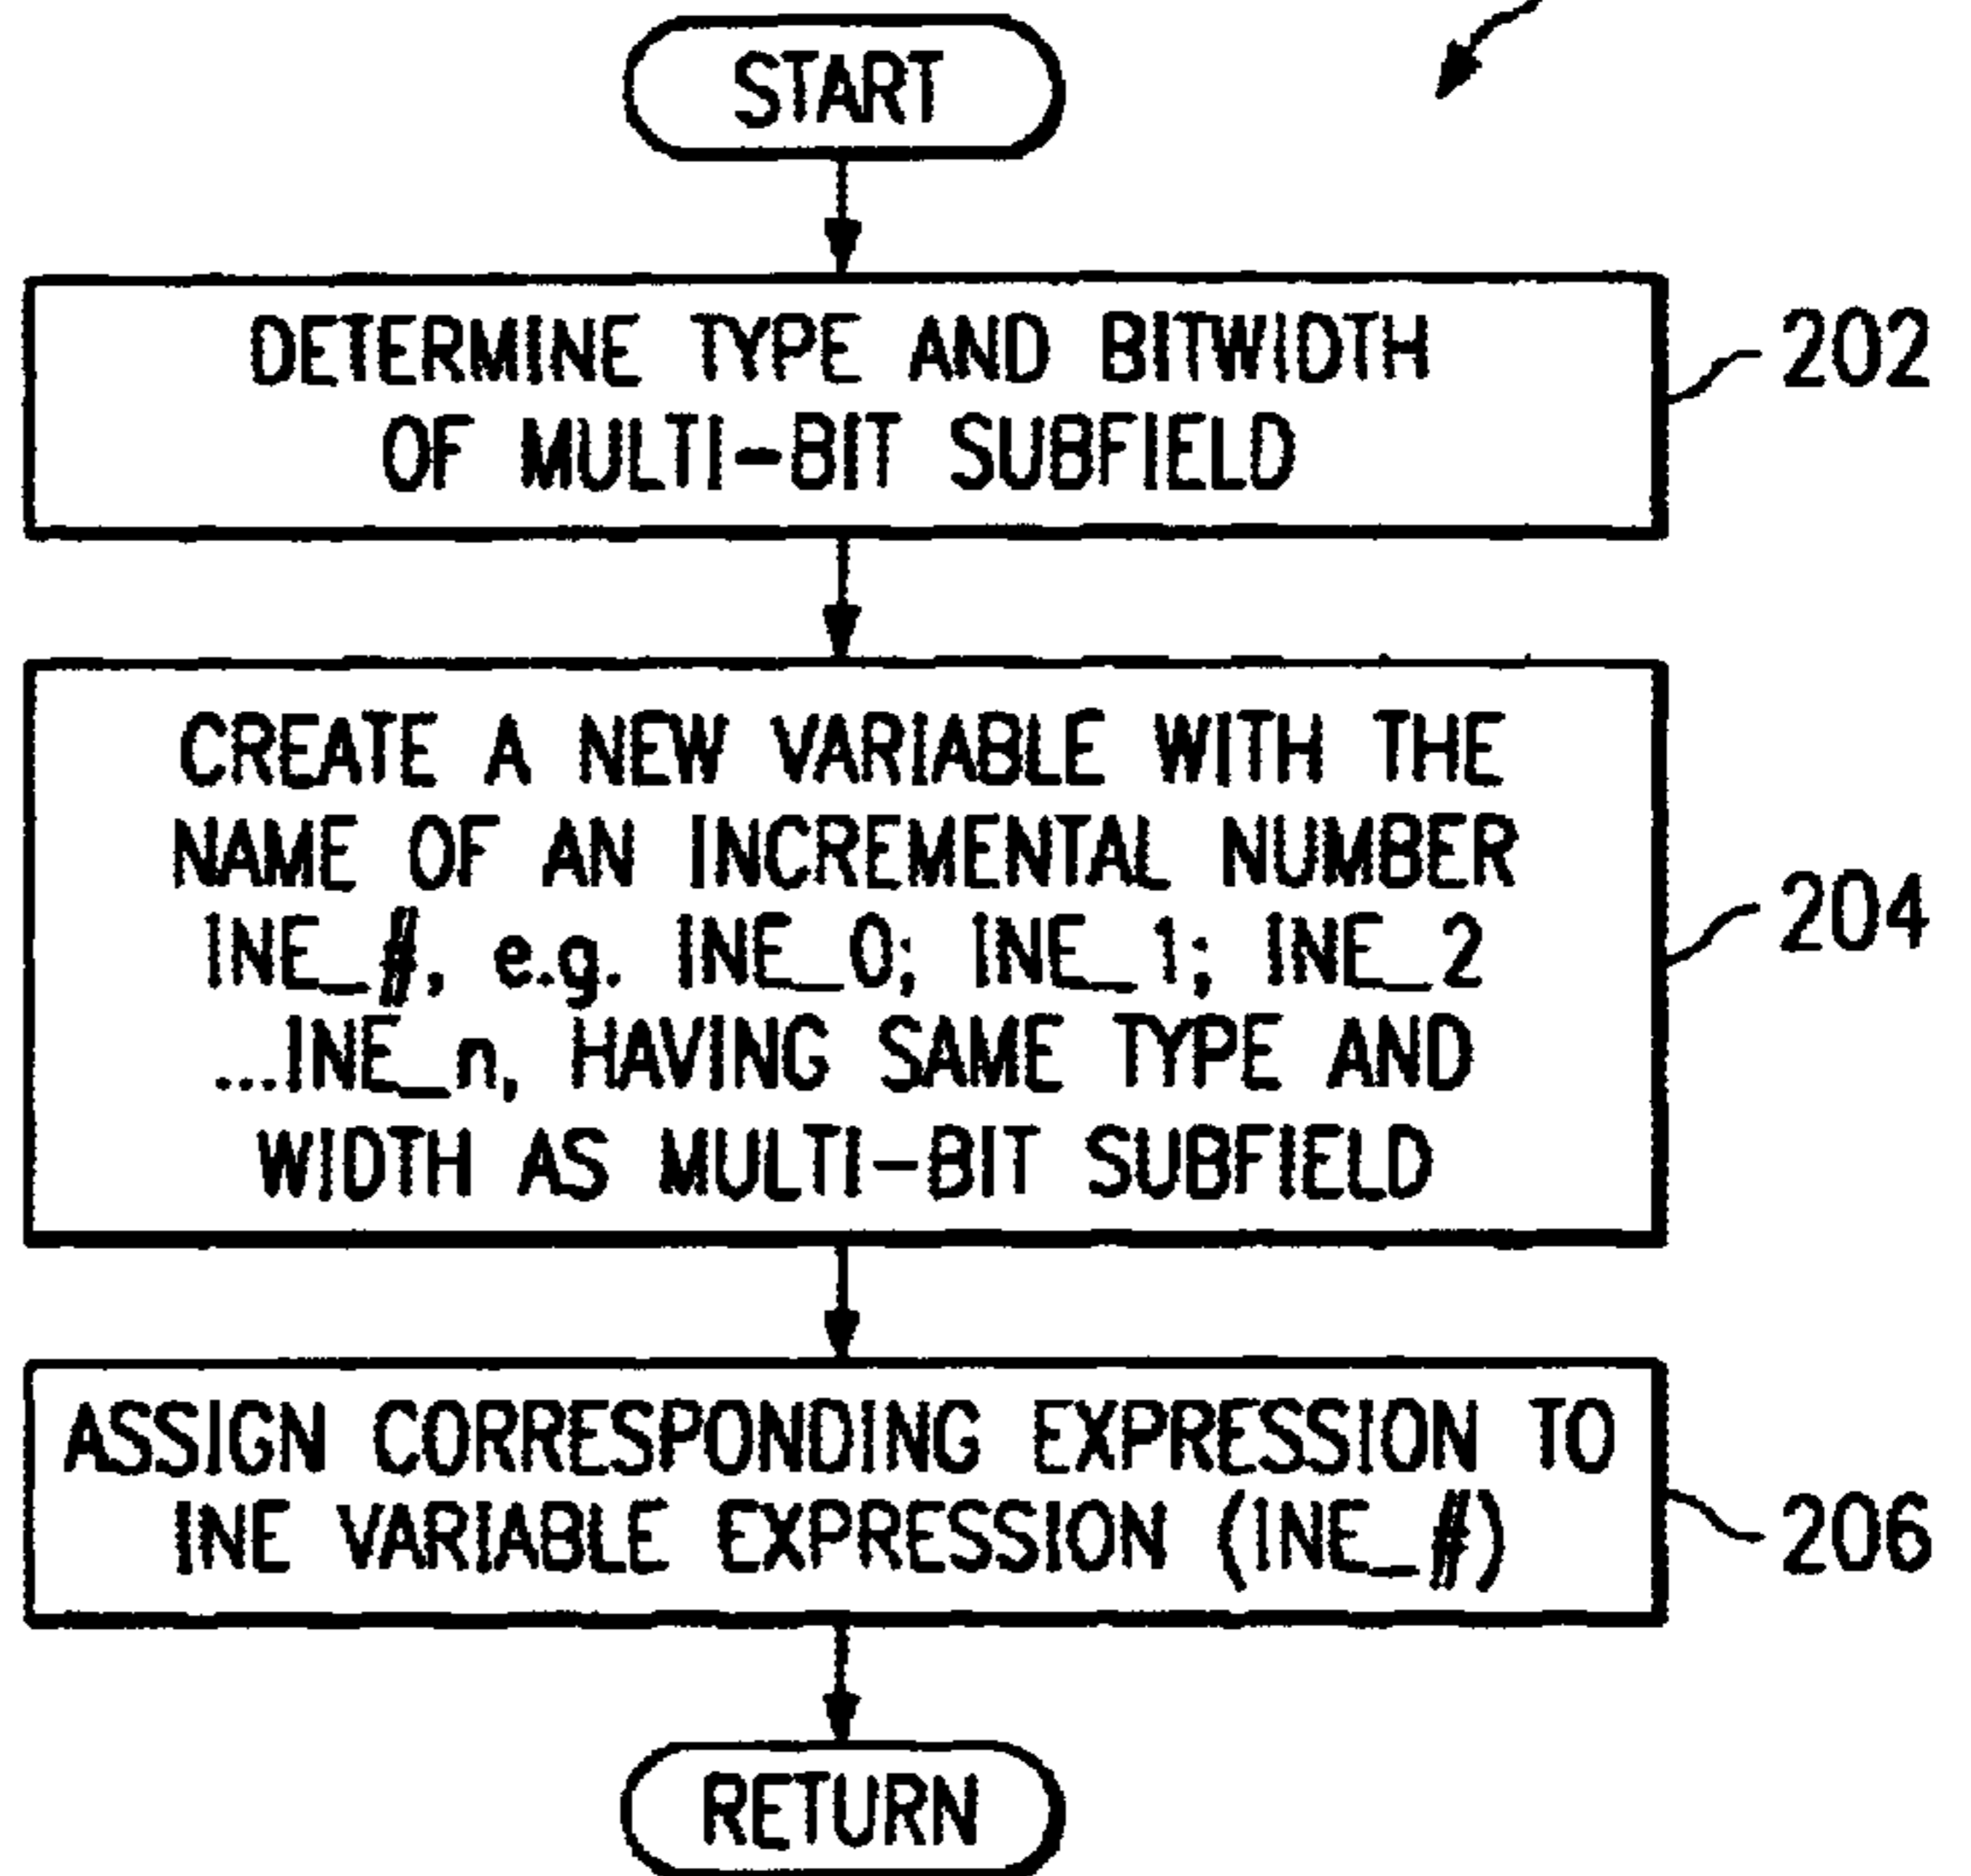 START
DETERMINE TYPE AND BITWIDTH
OF MULTI-BIT SUBFIELD
202
CREATE A NEW VARIABLE WITH THE
NAME OF AN INCREMENTAL NUMBER
INE_#, e.g. INE_0; INE_1; INE_2
...INE_n, HAVING SAME TYPE AND
WIDTH AS MULTI-BIT SUBFIELD
204
ASSIGN CORRESPONDING EXPRESSION TO
INE VARIABLE EXPRESSION (INE_#)
206
RETURN